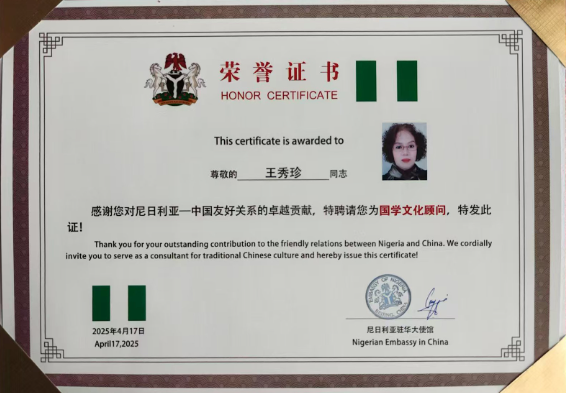 荣誉证书
HONOR CERTIFICATE
This certificate is awarded to
尊敬的 王秀珍 同志
感谢您对尼日利亚—中国友好关系的卓越贡献，特聘请您为国学文化顾问，特发此
证！
Thank you for your outstanding contribution to the friendly relations between Nigeria and China. We cordially
invite you to serve as a consultant for traditional Chinese culture and hereby issue this certificate!
2025年4月17日
April17,2025
EMBASSY OF NIGERIA
尼日利亚驻华大使馆
Nigerian Embassy in China